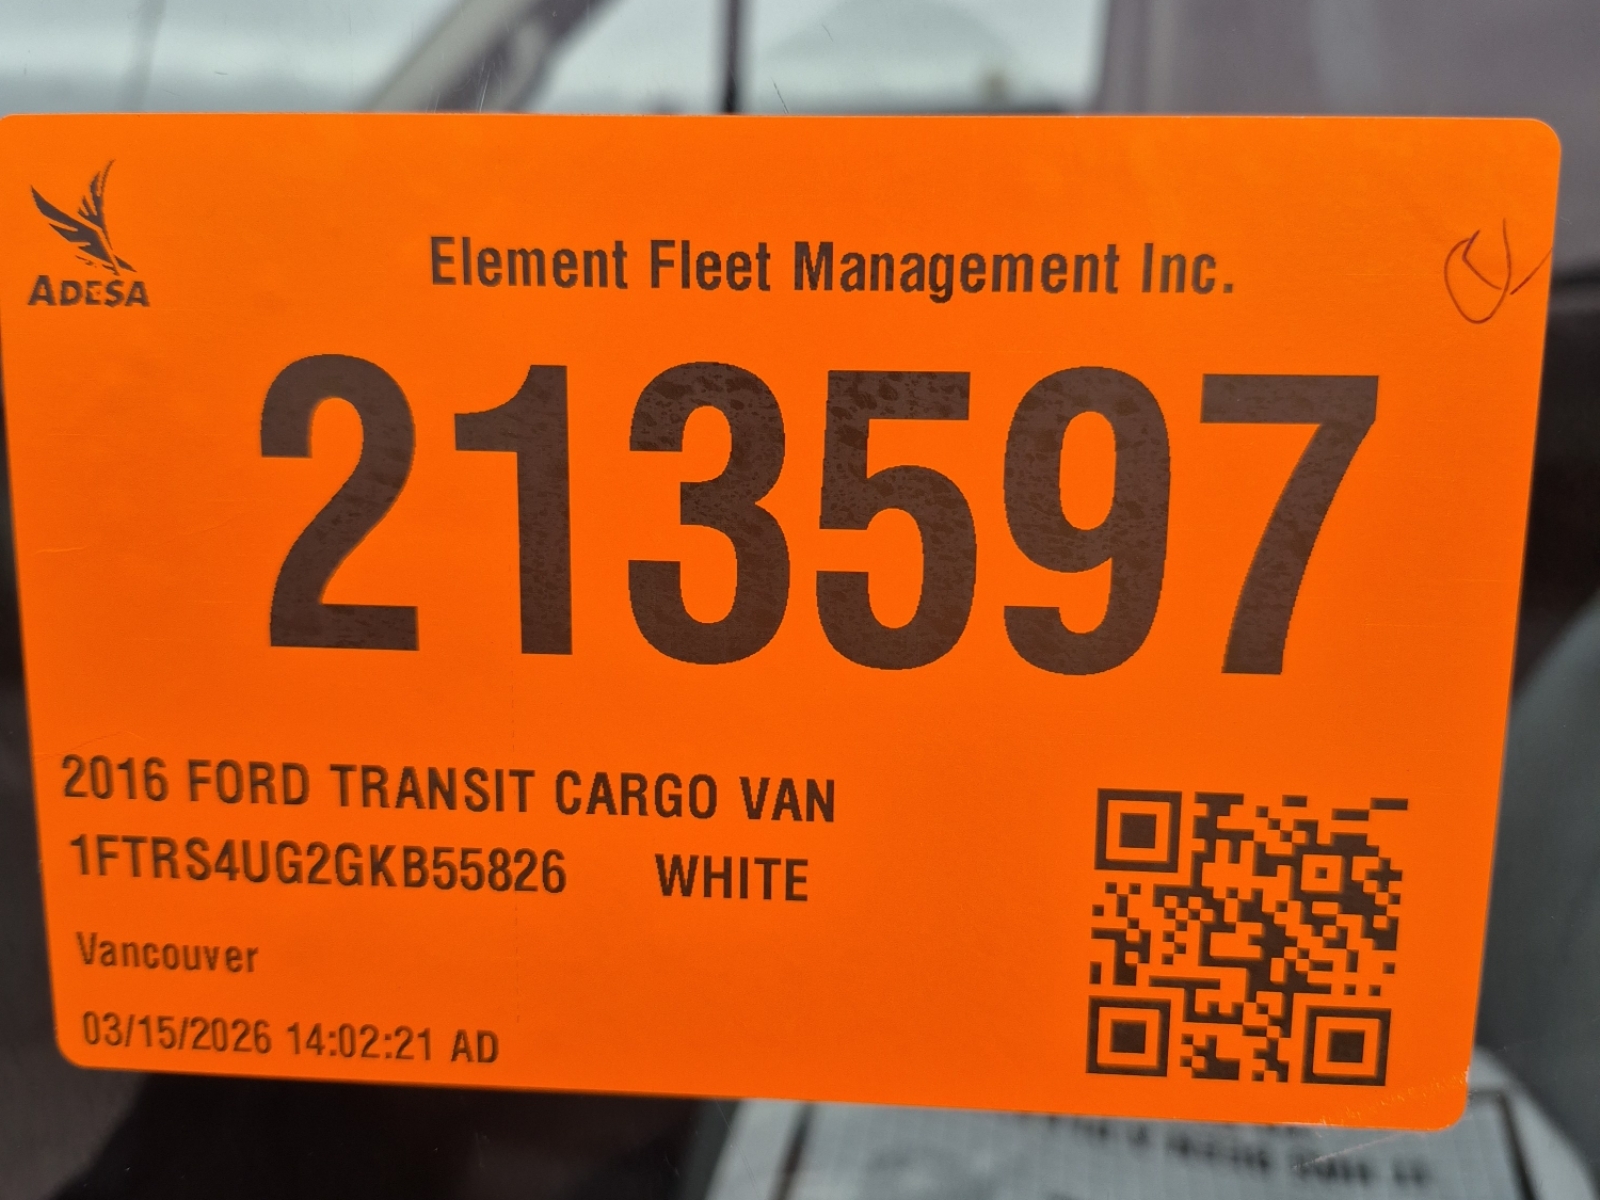 ADESA
Element Fleet Management Inc.
213597
2016 FORD TRANSIT CARGO VAN
1FTRS4UG2GKB55826 WHITE
Vancouver
03/15/2026 14:02:21 AD